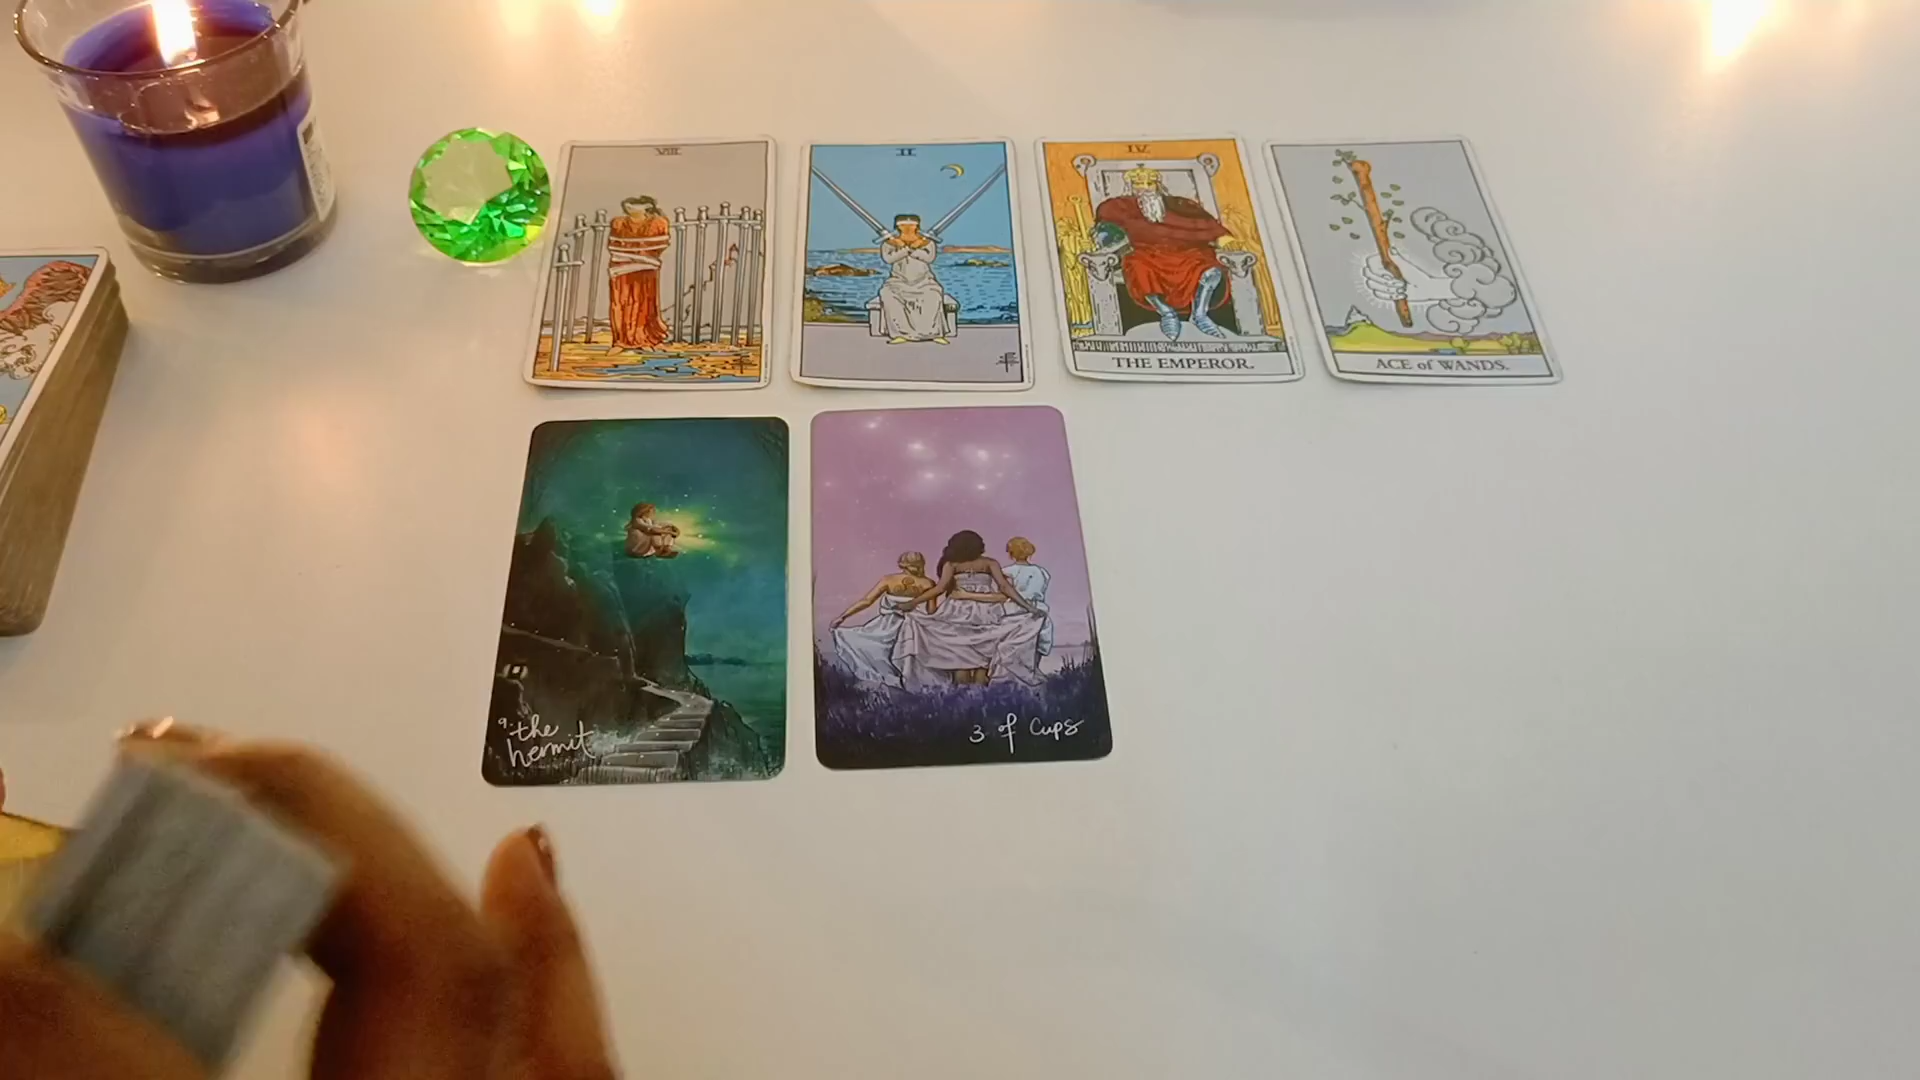 VIII
II
IV
THE EMPEROR.
ACE of WANDS.
9. the
hermit
3 of Cups